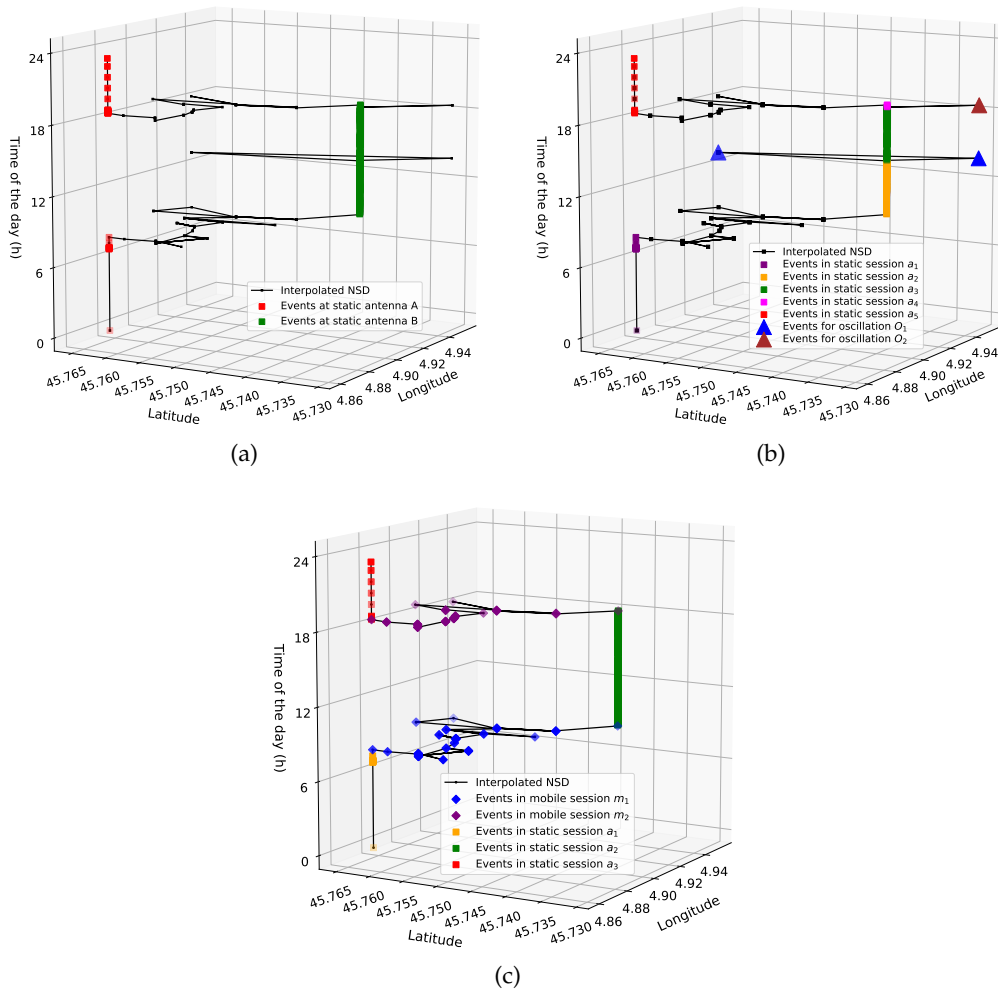 24
18
12
6
0
Time of the day (h)
Interpolated NSD
Events at static antenna A
Events at static antenna B
45.765
45.760
45.755
45.750
45.745
45.740
45.735
45.730
Latitude
4.86
4.88
4.90
4.92
4.94
Longitude
(a)
24
18
12
6
0
Time of the day (h)
Interpolated NSD
Events in static session a1
Events in static session a2
Events in static session a3
Events in static session a4
Events in static session a5
Events for oscillation O1
Events for oscillation O2
45.765
45.760
45.755
45.750
45.745
45.740
45.735
45.730
Latitude
4.86
4.88
4.90
4.92
4.94
Longitude
(b)
24
18
12
6
0
Time of the day (h)
Interpolated NSD
Events in mobile session m1
Events in mobile session m2
Events in static session a1
Events in static session a2
Events in static session a3
45.765
45.760
45.755
45.750
45.745
45.740
45.735
45.730
Latitude
4.86
4.88
4.90
4.92
4.94
Longitude
(c)